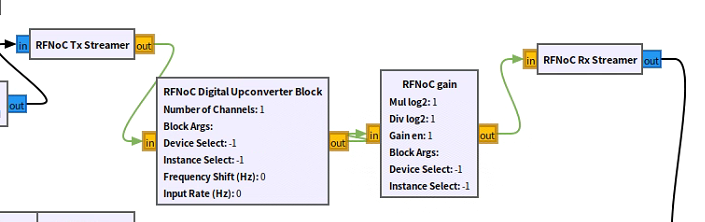 in
RFNoC Tx Streamer
out
out
in
RFNoC Digital Upconverter Block
Number of Channels: 1
Block Args:
Device Select: -1
Instance Select: -1
Frequency Shift (Hz): 0
Input Rate (Hz): 0
out
in
RFNoC gain
Mul log2: 1
Div log2: 1
Gain en: 1
Block Args:
Device Select: -1
Instance Select: -1
out
in
RFNoC Rx Streamer
out